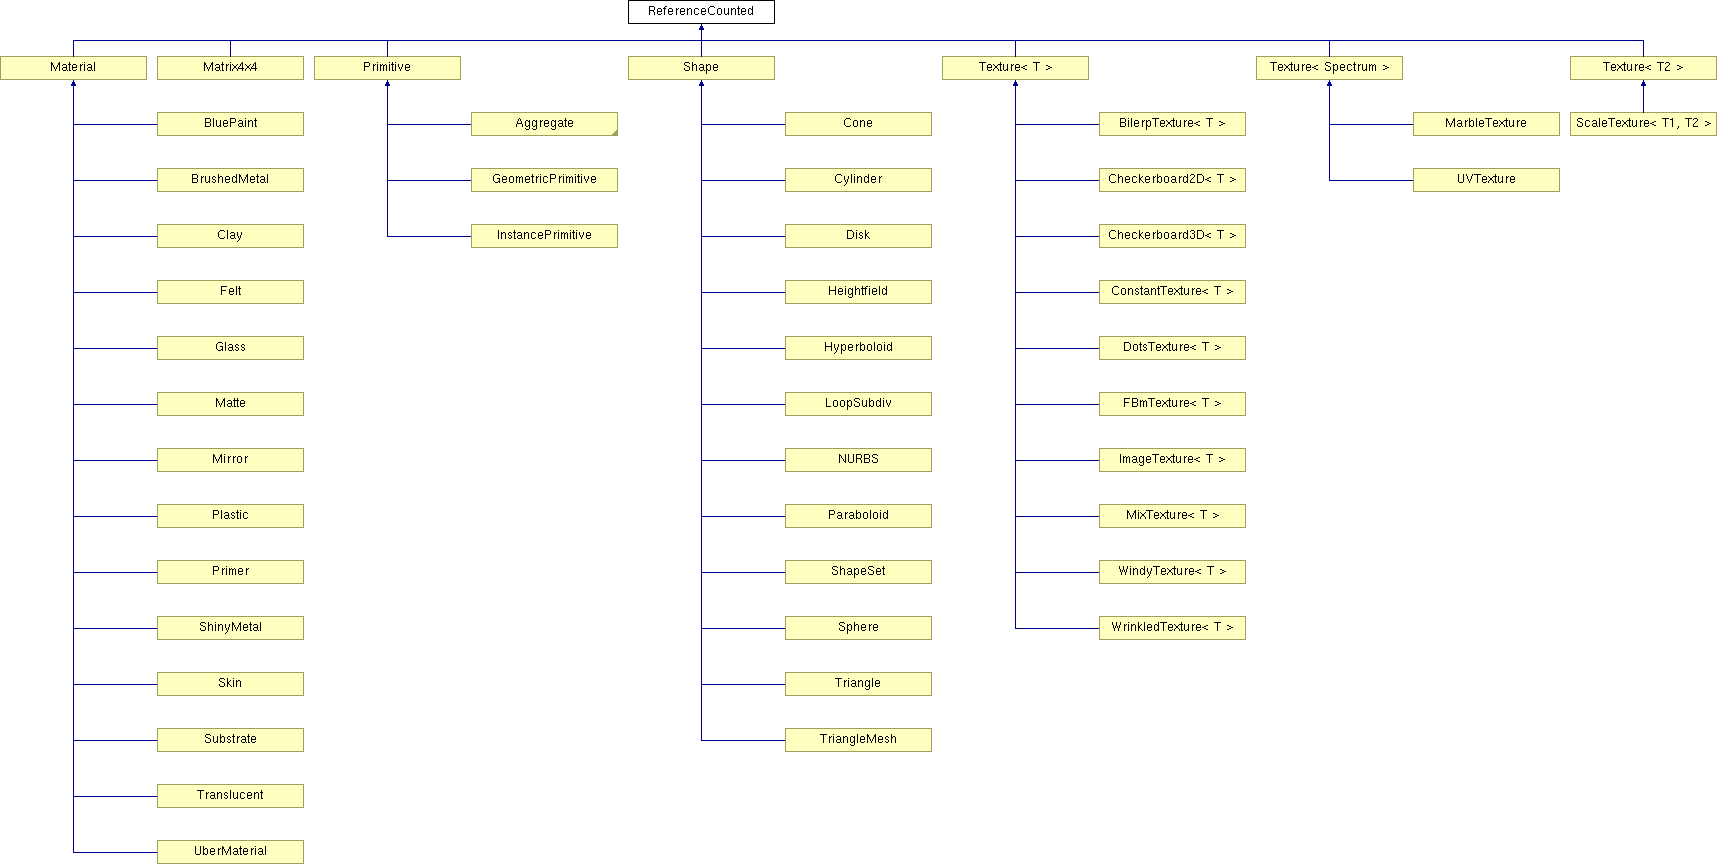 ReferenceCounted
Material
Matrix4x4
Primitive
Shape
Texture< T >
Texture< Spectrum >
Texture< T2 >
BluePaint
Aggregate
Cone
BilerpTexture< T >
MarbleTexture
ScaleTexture< T1, T2 >
BrushedMetal
GeometricPrimitive
Cylinder
Checkerboard2D< T >
UVTexture
Clay
InstancePrimitive
Disk
Checkerboard3D< T >
Felt
Heightfield
ConstantTexture< T >
Glass
Hyperboloid
DotsTexture< T >
Matte
LoopSubdiv
FBmTexture< T >
Mirror
NURBS
ImageTexture< T >
Plastic
Paraboloid
MixTexture< T >
Primer
ShapeSet
WindyTexture< T >
ShinyMetal
Sphere
WrinkledTexture< T >
Skin
Triangle
Substrate
TriangleMesh
Translucent
UberMaterial